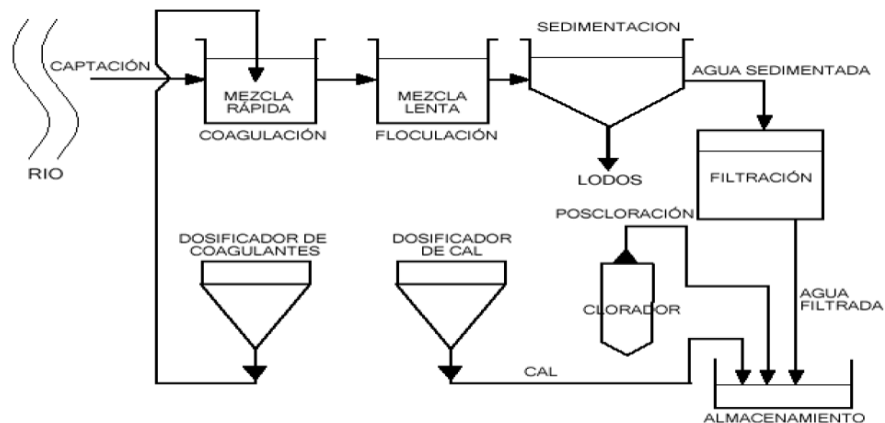 SEDIMENTACION
CAPTACIÓN
AGUA SEDIMENTADA
MEZCLA
RÁPIDA
MEZCLA
LENTA
COAGULACIÓN
FLOCULACIÓN
RIO
LODOS
FILTRACIÓN
POSCLORACIÓN
DOSIFICADOR DE
COAGULANTES
DOSIFICADOR
DE CAL
CLORADOR
AGUA
FILTRADA
CAL
ALMACENAMIENTO